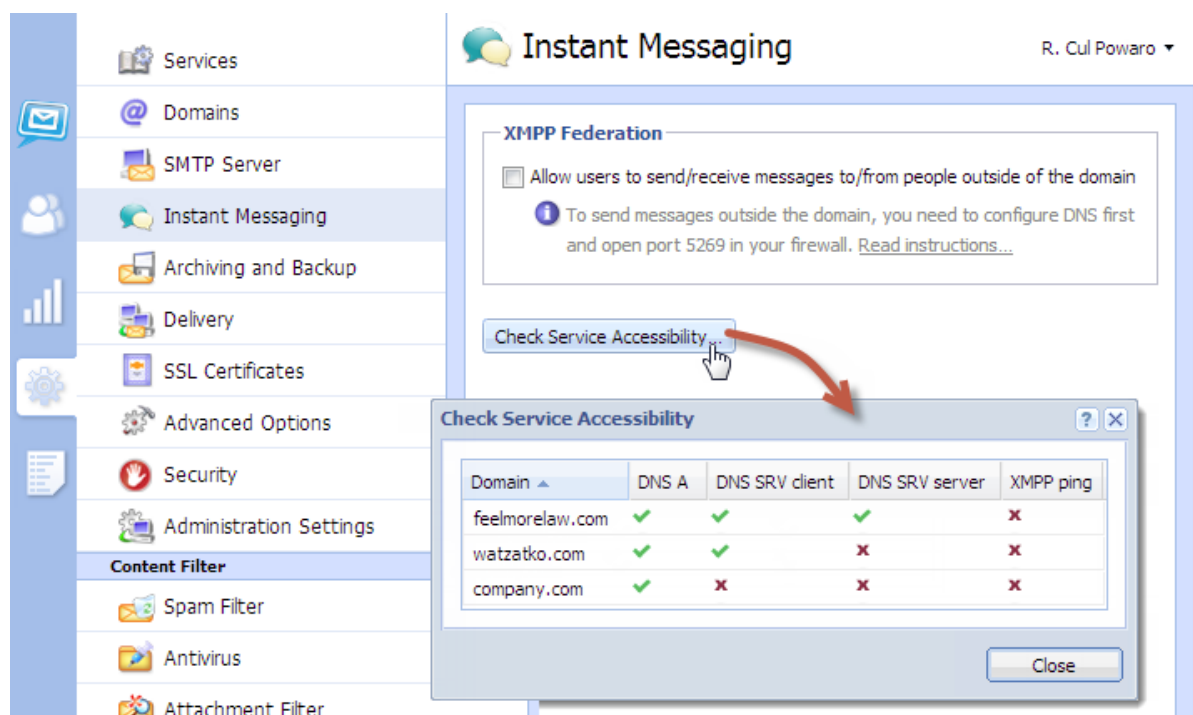 Services
Domains
SMTP Server
Instant Messaging
Archiving and Backup
Delivery
SSL Certificates
Advanced Options
Security
Administration Settings
Content Filter
Spam Filter
Antivirus
Attachment Filter
Instant Messaging
R. Cul Powaro
XMPP Federation
Allow users to send/receive messages to/from people outside of the domain
To send messages outside the domain, you need to configure DNS first
and open port 5269 in your firewall. Read instructions...
Check Service Accessibility...
Check Service Accessibility
Domain DNS A DNS SRV client DNS SRV server XMPP ping
feelmorelaw.com
watzatko.com
company.com
Close